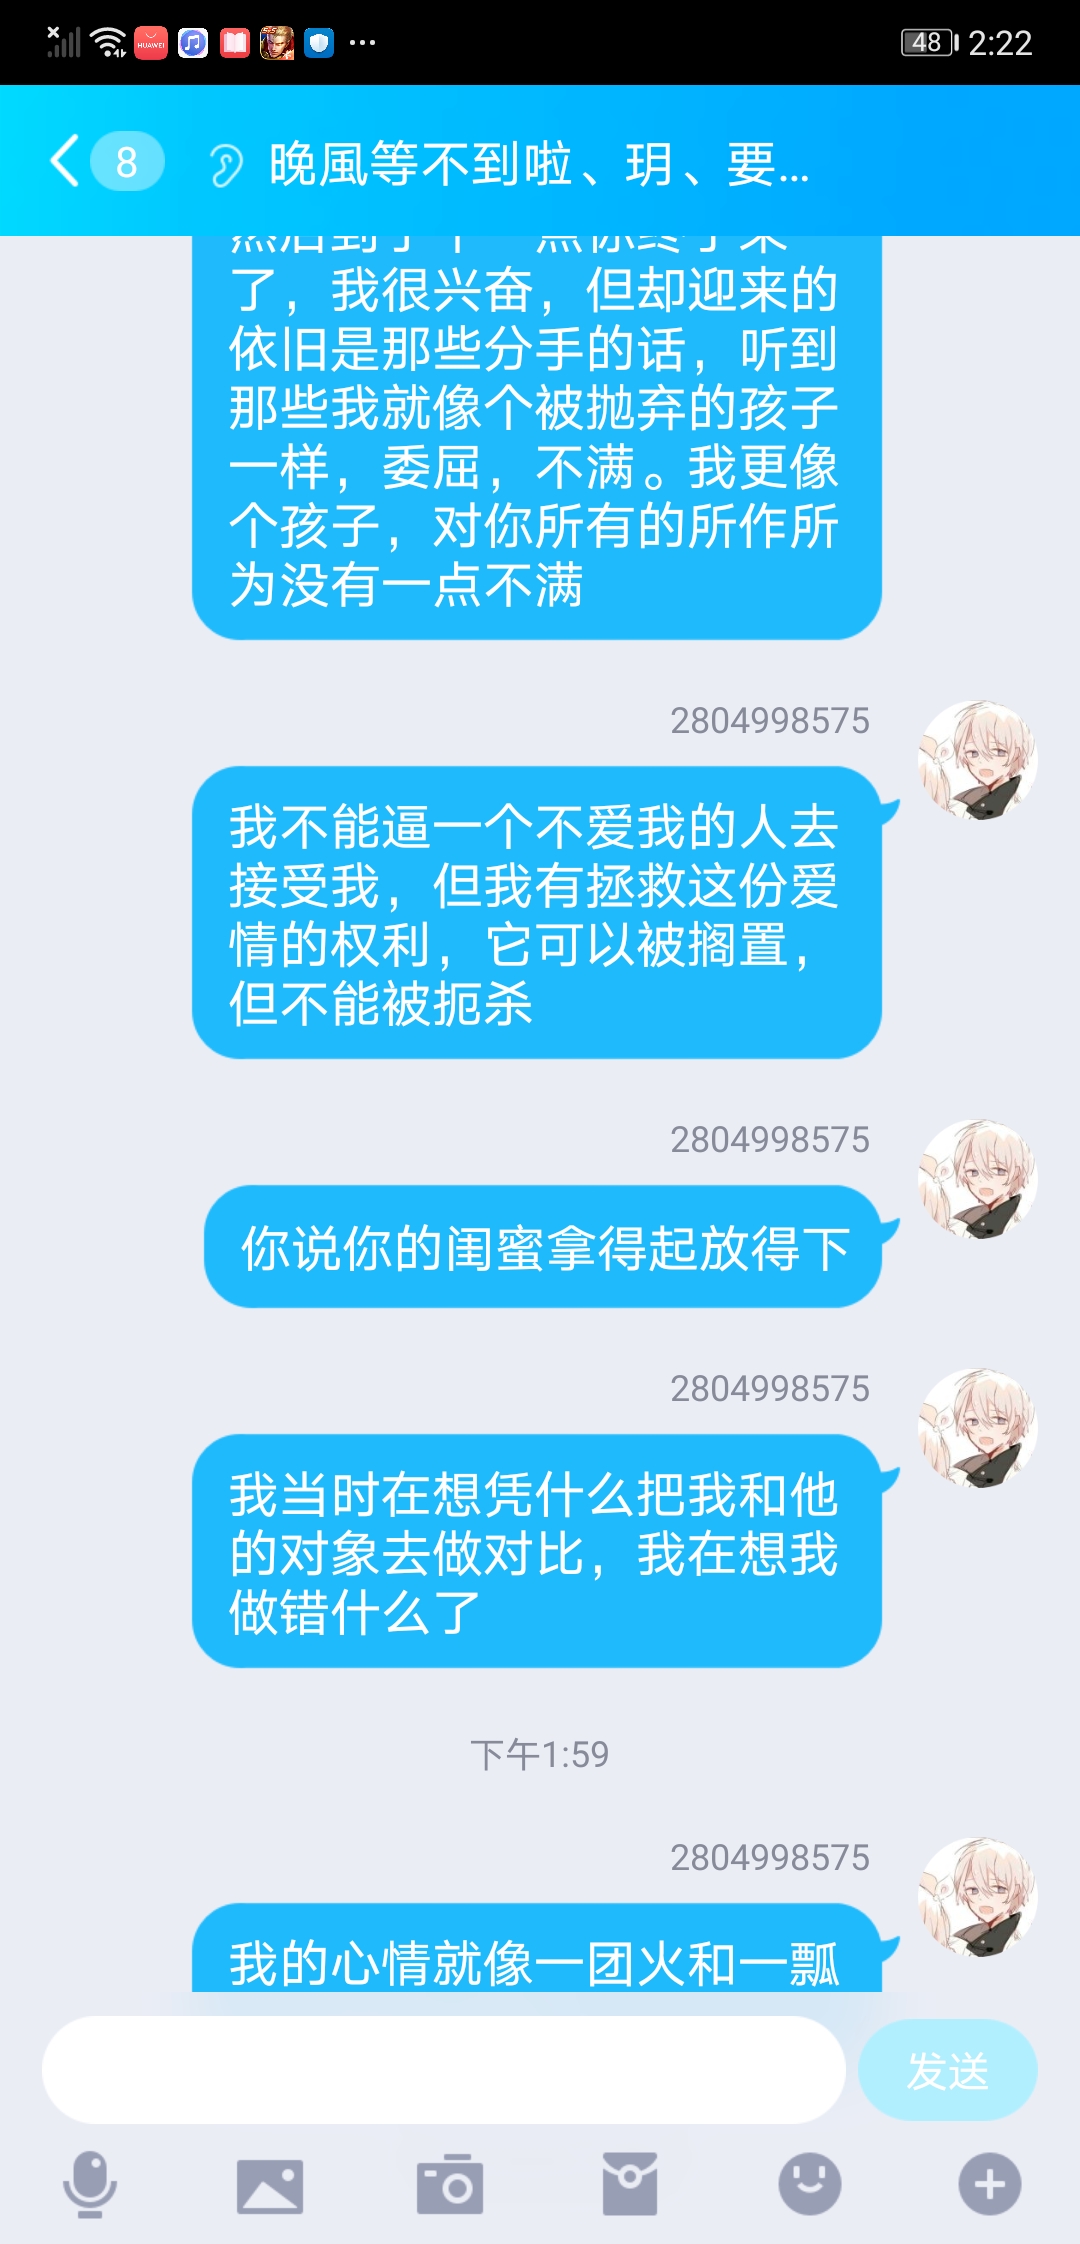 HUAWEI
48
2:22
8
晚風等不到啦、玥、要...
了，我很兴奋，但却迎来的
依旧是那些分手的话，听到
那些我就像个被抛弃的孩子
一样，委屈，不满。我更像
个孩子，对你所有的所作所
为没有一点不满
2804998575
我不能逼一个不爱我的人去
接受我，但我有拯救这份爱
情的权利，它可以被搁置，
但不能被扼杀
2804998575
你说你的闺蜜拿得起放得下
2804998575
我当时在想凭什么把我和他
的对象去做对比，我在想我
做错什么了
下午1:59
2804998575
我的心情就像一团火和一瓢
发送